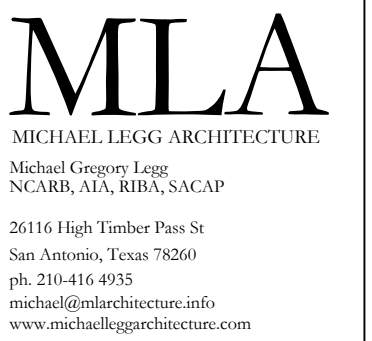 MLA
MICHAEL LEGG ARCHITECTURE
Michael Gregory Legg
NCARB, AIA, RIBA, SACAP
26116 High Timber Pass St
San Antonio, Texas 78260
ph. 210-416 4935
michael@mlarchitecture.info
www.michaelleggarchitecture.com